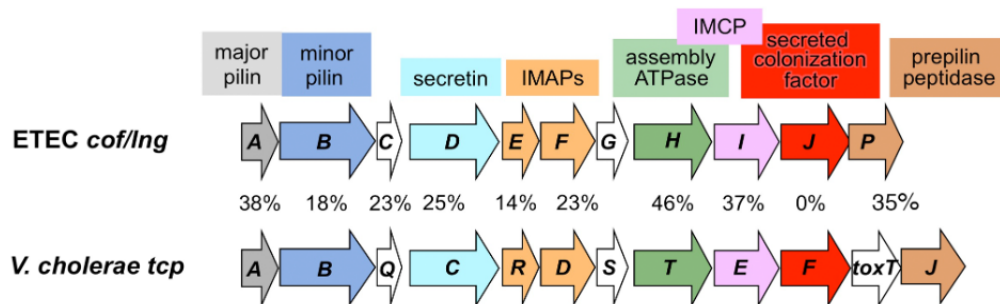 IMCP
major pilin
minor pilin
secretin
IMAPs
assembly ATPase
secreted colonization factor
prepilin peptidase
ETEC cof/lng
A B C D E F G H I J P
38% 18% 23% 25% 14% 23% 46% 37% 0% 35%
V. cholerae tcp
A B Q C R D S T E F toxT J